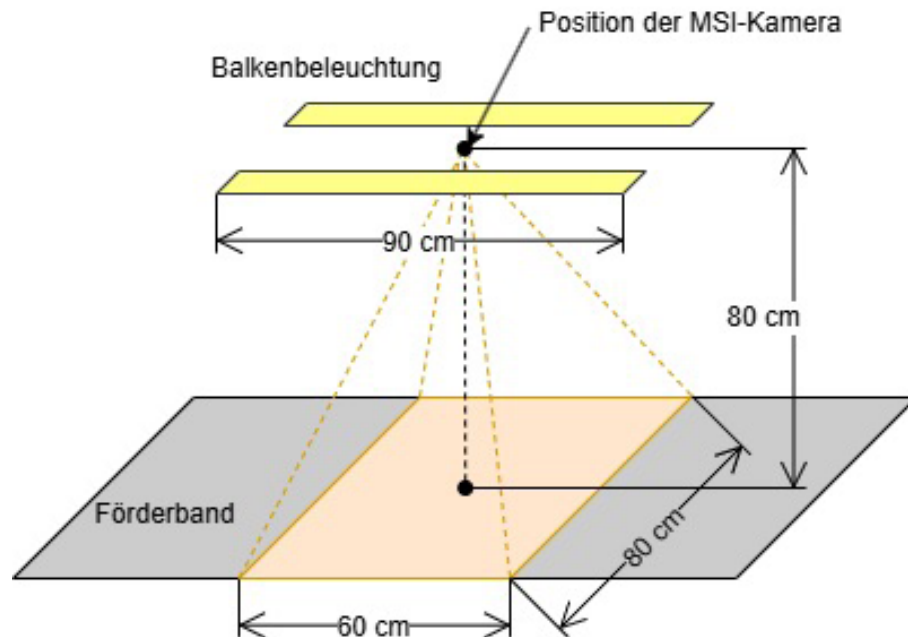 Position der MSI-Kamera
Balkenbeleuchtung
90 cm
80 cm
Förderband
80 cm
60 cm